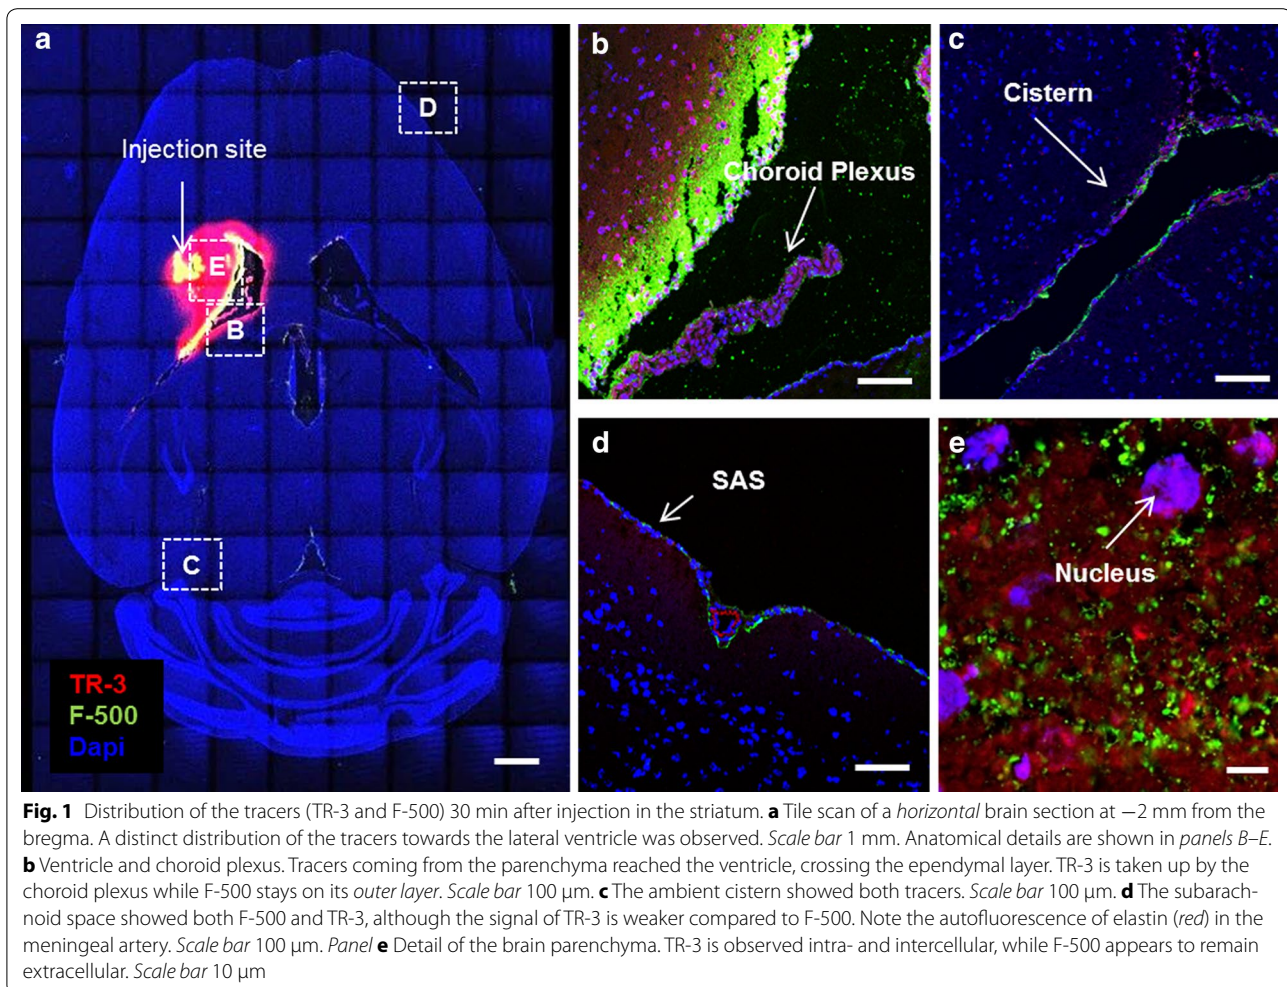 a
D
Injection site
E
B
C
TR-3
F-500
Dapi
b
Choroid Plexus
c
Cistern
d
SAS
e
Nucleus
Fig. 1 Distribution of the tracers (TR-3 and F-500) 30 min after injection in the striatum. a Tile scan of a horizontal brain section at −2 mm from the
bregma. A distinct distribution of the tracers towards the lateral ventricle was observed. Scale bar 1 mm. Anatomical details are shown in panels B–E.
b Ventricle and choroid plexus. Tracers coming from the parenchyma reached the ventricle, crossing the ependymal layer. TR-3 is taken up by the
choroid plexus while F-500 stays on its outer layer. Scale bar 100 μm. c The ambient cistern showed both tracers. Scale bar 100 μm. d The subarach-
noid space showed both F-500 and TR-3, although the signal of TR-3 is weaker compared to F-500. Note the autofluorescence of elastin (red) in the
meningeal artery. Scale bar 100 μm. Panel e Detail of the brain parenchyma. TR-3 is observed intra- and intercellular, while F-500 appears to remain
extracellular. Scale bar 10 μm